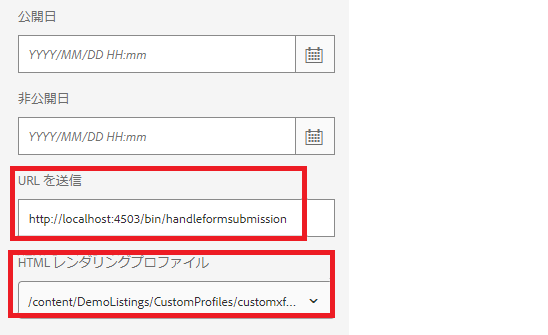 公開日
YYYY/MM/DD HH:mm
非公開日
YYYY/MM/DD HH:mm
URL を送信
http://localhost:4503/bin/handleformsubmission
HTML レンダリングプロファイル
/content/DemoListings/CustomProfiles/customxf...